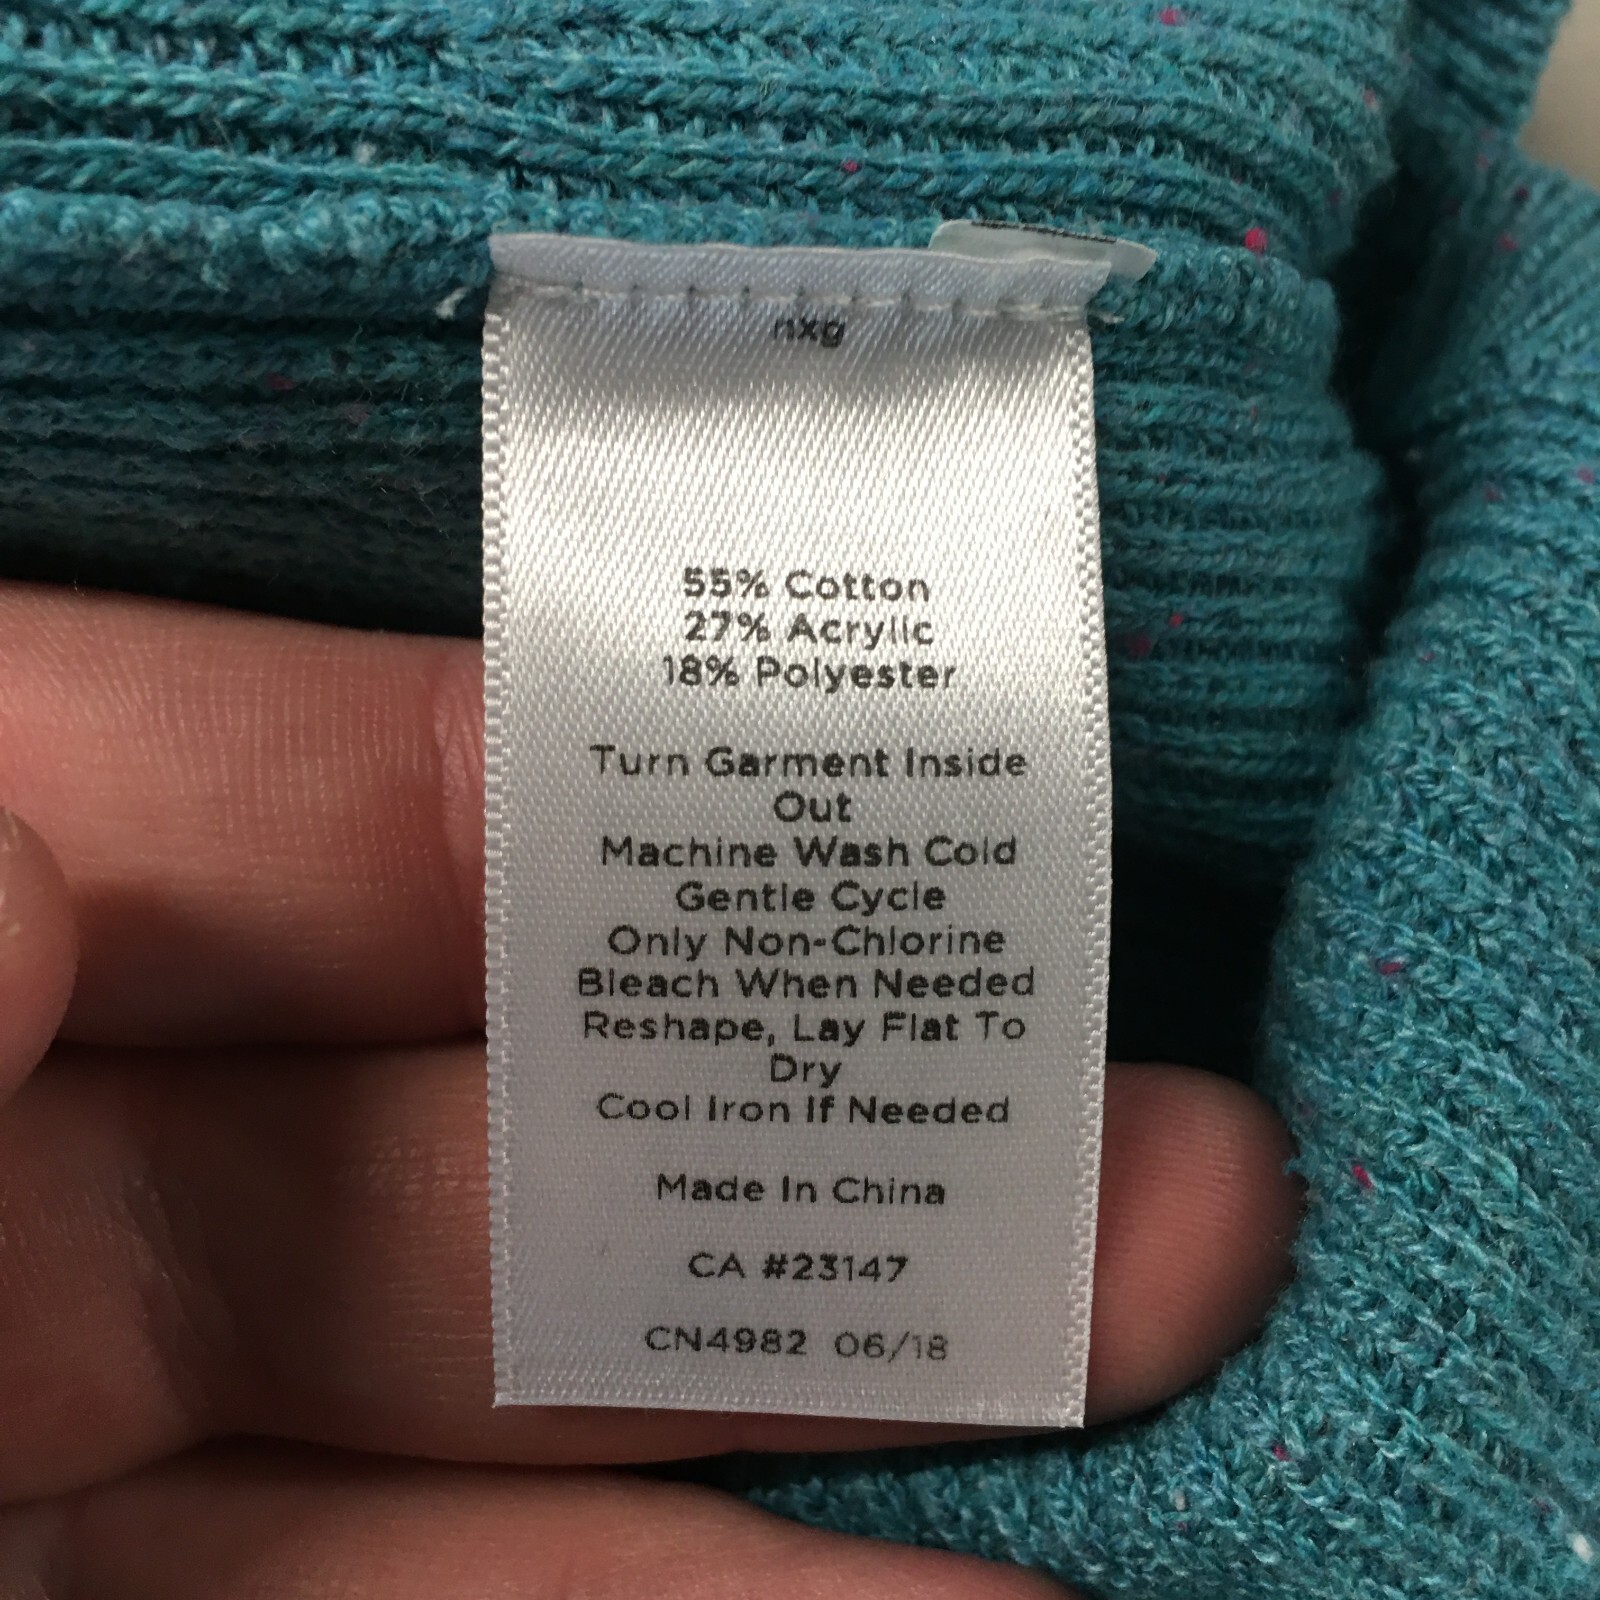 nxg
55% Cotton
27% Acrylic
18% Polyester
Turn Garment Inside
Out
Machine Wash Cold
Gentle Cycle
Only Non-Chlorine
Bleach When Needed
Reshape, Lay Flat To
Dry
Cool Iron If Needed
Made In China
CA #23147
CN4982 06/18